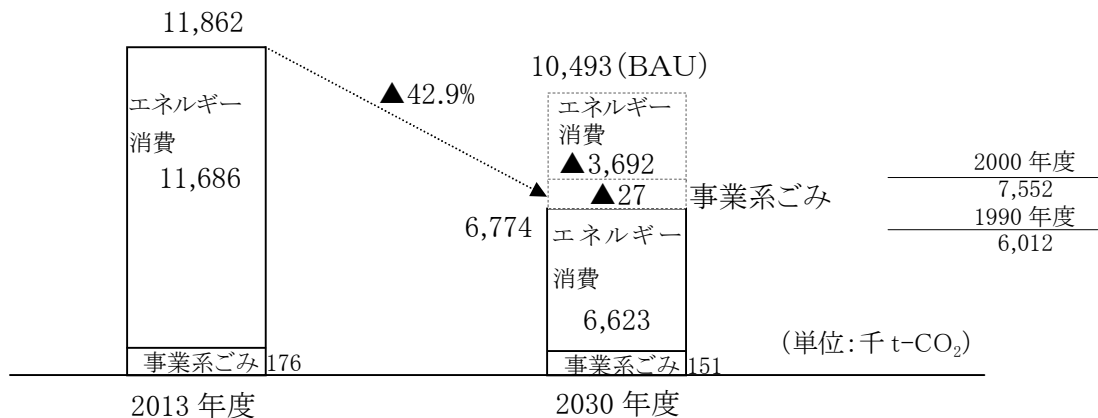 11,862
10,493（BAU）
▲42.9%
エネルギー
消費
11,686
エネルギー
消費
▲3,692
▲27
事業系ごみ
2000 年度
7,552
1990 年度
6,012
6,774
エネルギー
消費
6,623
（単位：千 t-CO₂）
事業系ごみ 176
事業系ごみ 151
2013 年度
2030 年度